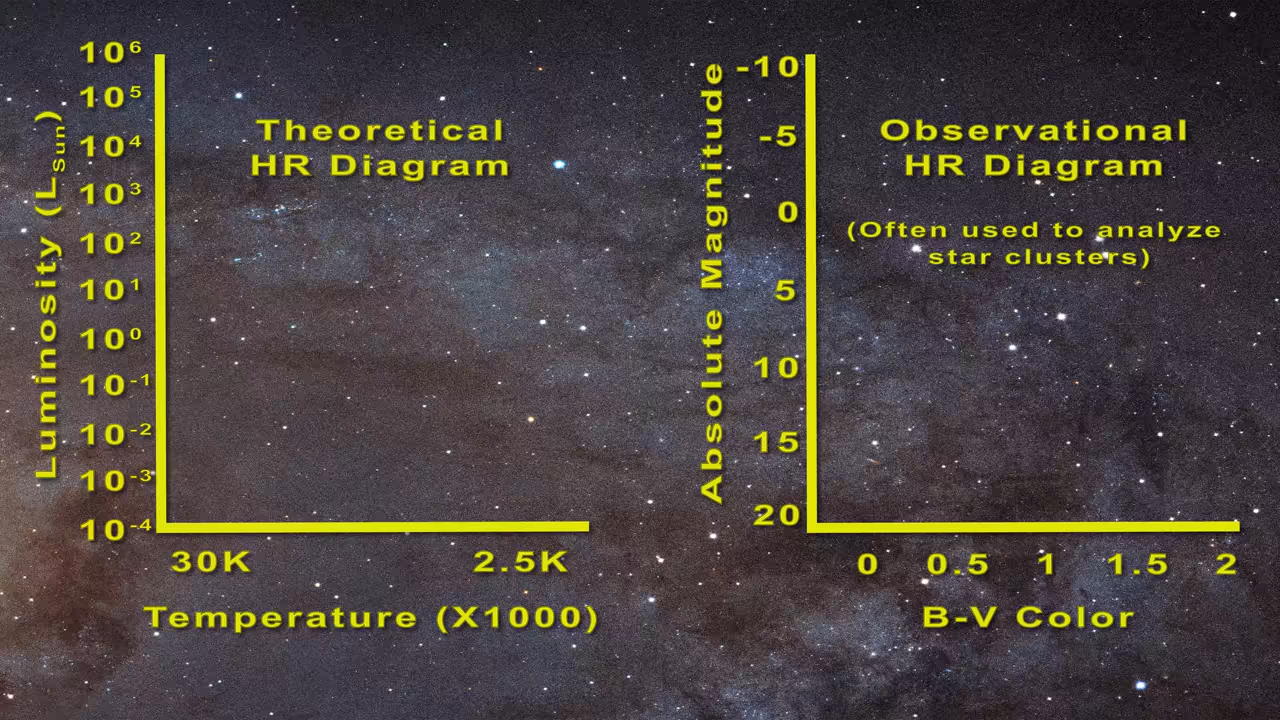 Luminosity (LSun)
10⁶
10⁵
10⁴
10³
10²
10¹
10⁰
10⁻¹
10⁻²
10⁻³
10⁻⁴
Theoretical
HR Diagram
30K
2.5K
Temperature (X1000)
Absolute Magnitude
-10
-5
0
5
10
15
20
Observational
HR Diagram
(Often used to analyze
star clusters)
0 0.5 1 1.5 2
B-V Color